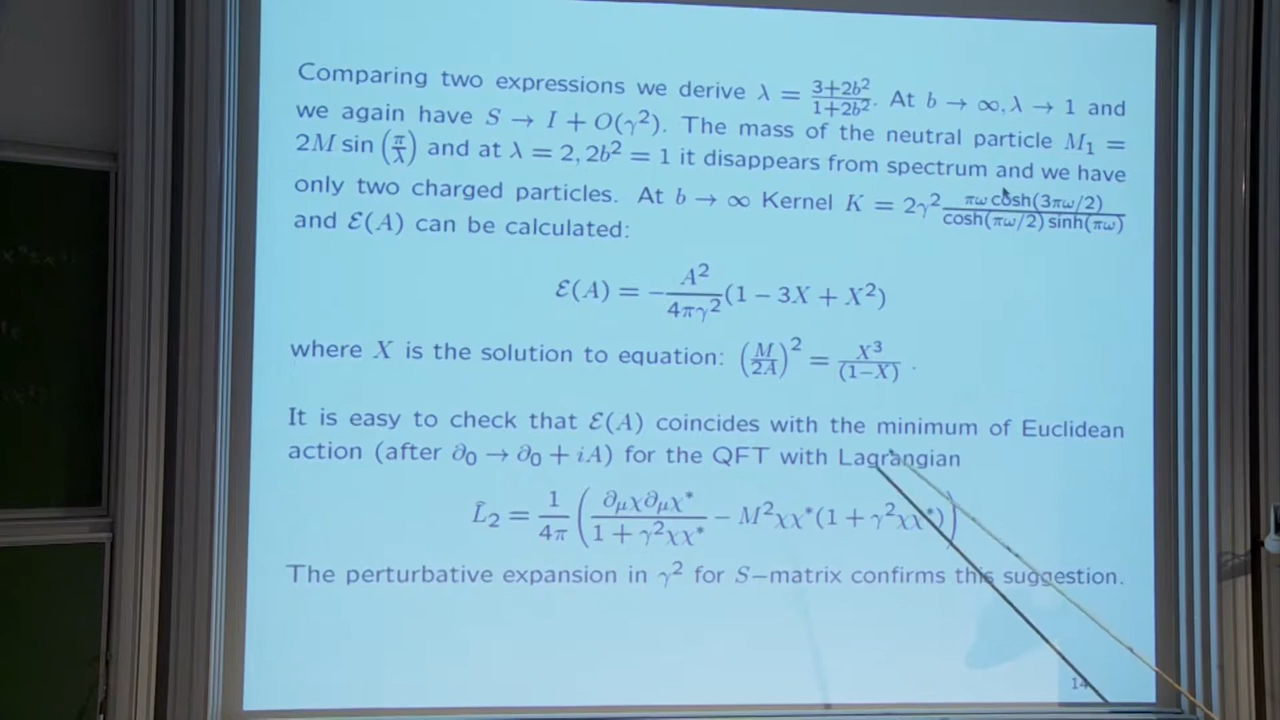 Comparing two expressions we derive λ = (3+2b²)/(1+2b²). At b → ∞, λ → 1 and
we again have S → I + O(γ²). The mass of the neutral particle M₁ =
2M sin (π/λ) and at λ = 2, 2b² = 1 it disappears from spectrum and we have
only two charged particles. At b → ∞ Kernel K = 2γ² πω cosh(3πω/2)/(cosh(πω/2) sinh(πω))
and ℰ(A) can be calculated:
ℰ(A) = −A²/(4πγ²) (1 − 3X + X²)
where X is the solution to equation: (M/2A)² = X³/(1−X) .
It is easy to check that ℰ(A) coincides with the minimum of Euclidean
action (after ∂₀ → ∂₀ + iA) for the QFT with Lagrangian
L̃₂ = 1/4π ( ∂μχ∂μχ*/(1 + γ²χχ*) − M²χχ*(1 + γ²χχ*) )
The perturbative expansion in γ² for S−matrix confirms this suggestion.
14